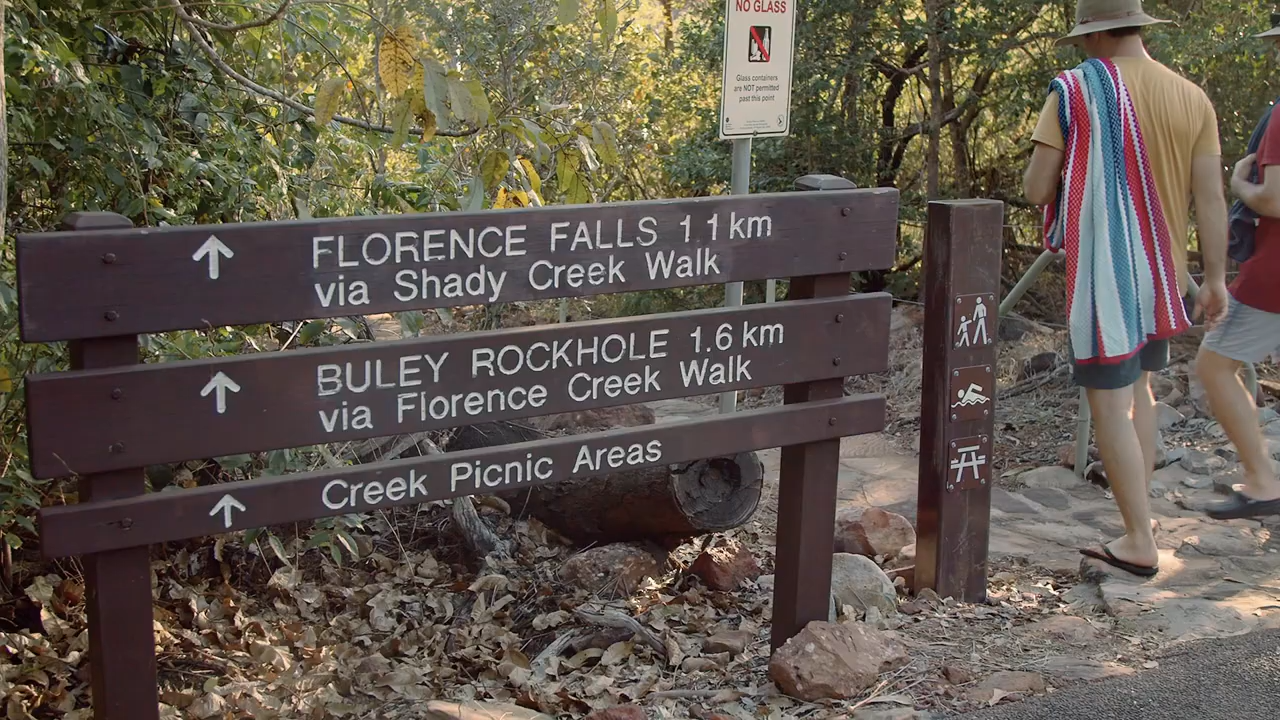 NO GLASS
Glass containers
are NOT permitted
past this point
FLORENCE FALLS 1 1 km
via Shady Creek Walk
BULEY ROCKHOLE 1.6 km
via Florence Creek Walk
Creek Picnic Areas